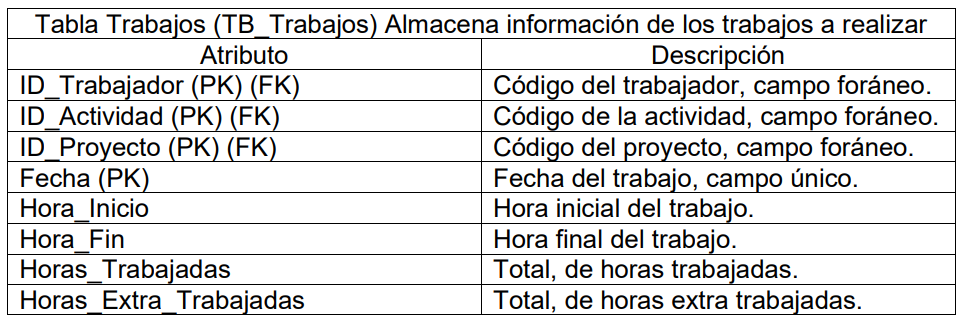 Tabla Trabajos (TB_Trabajos) Almacena información de los trabajos a realizar
Atributo Descripción
ID_Trabajador (PK) (FK) Código del trabajador, campo foráneo.
ID_Actividad (PK) (FK) Código de la actividad, campo foráneo.
ID_Proyecto (PK) (FK) Código del proyecto, campo foráneo.
Fecha (PK) Fecha del trabajo, campo único.
Hora_Inicio Hora inicial del trabajo.
Hora_Fin Hora final del trabajo.
Horas_Trabajadas Total, de horas trabajadas.
Horas_Extra_Trabajadas Total, de horas extra trabajadas.